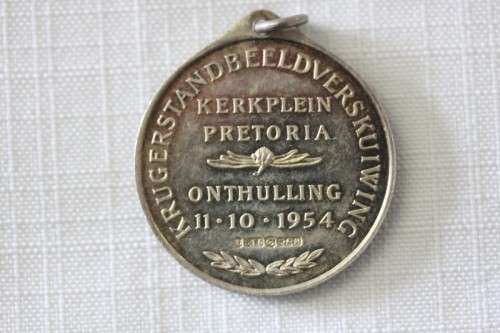 KRUGERSTANDBEELDVERSKUIWING
KERKPLEIN
PRETORIA
ONTHULLING
11·10·1954